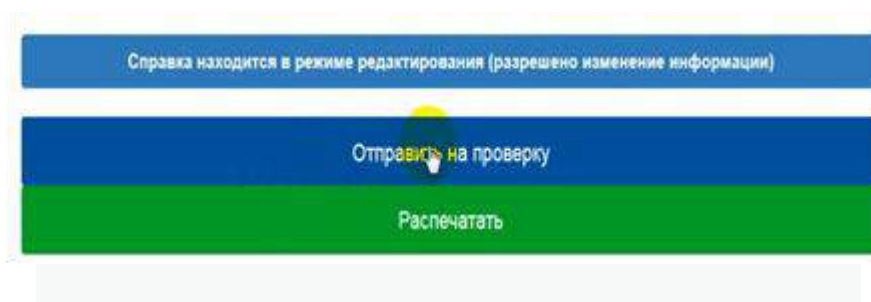 Справка находится в режиме редактирования (разрешено изменение информации)
Отправить на проверку
Распечатать